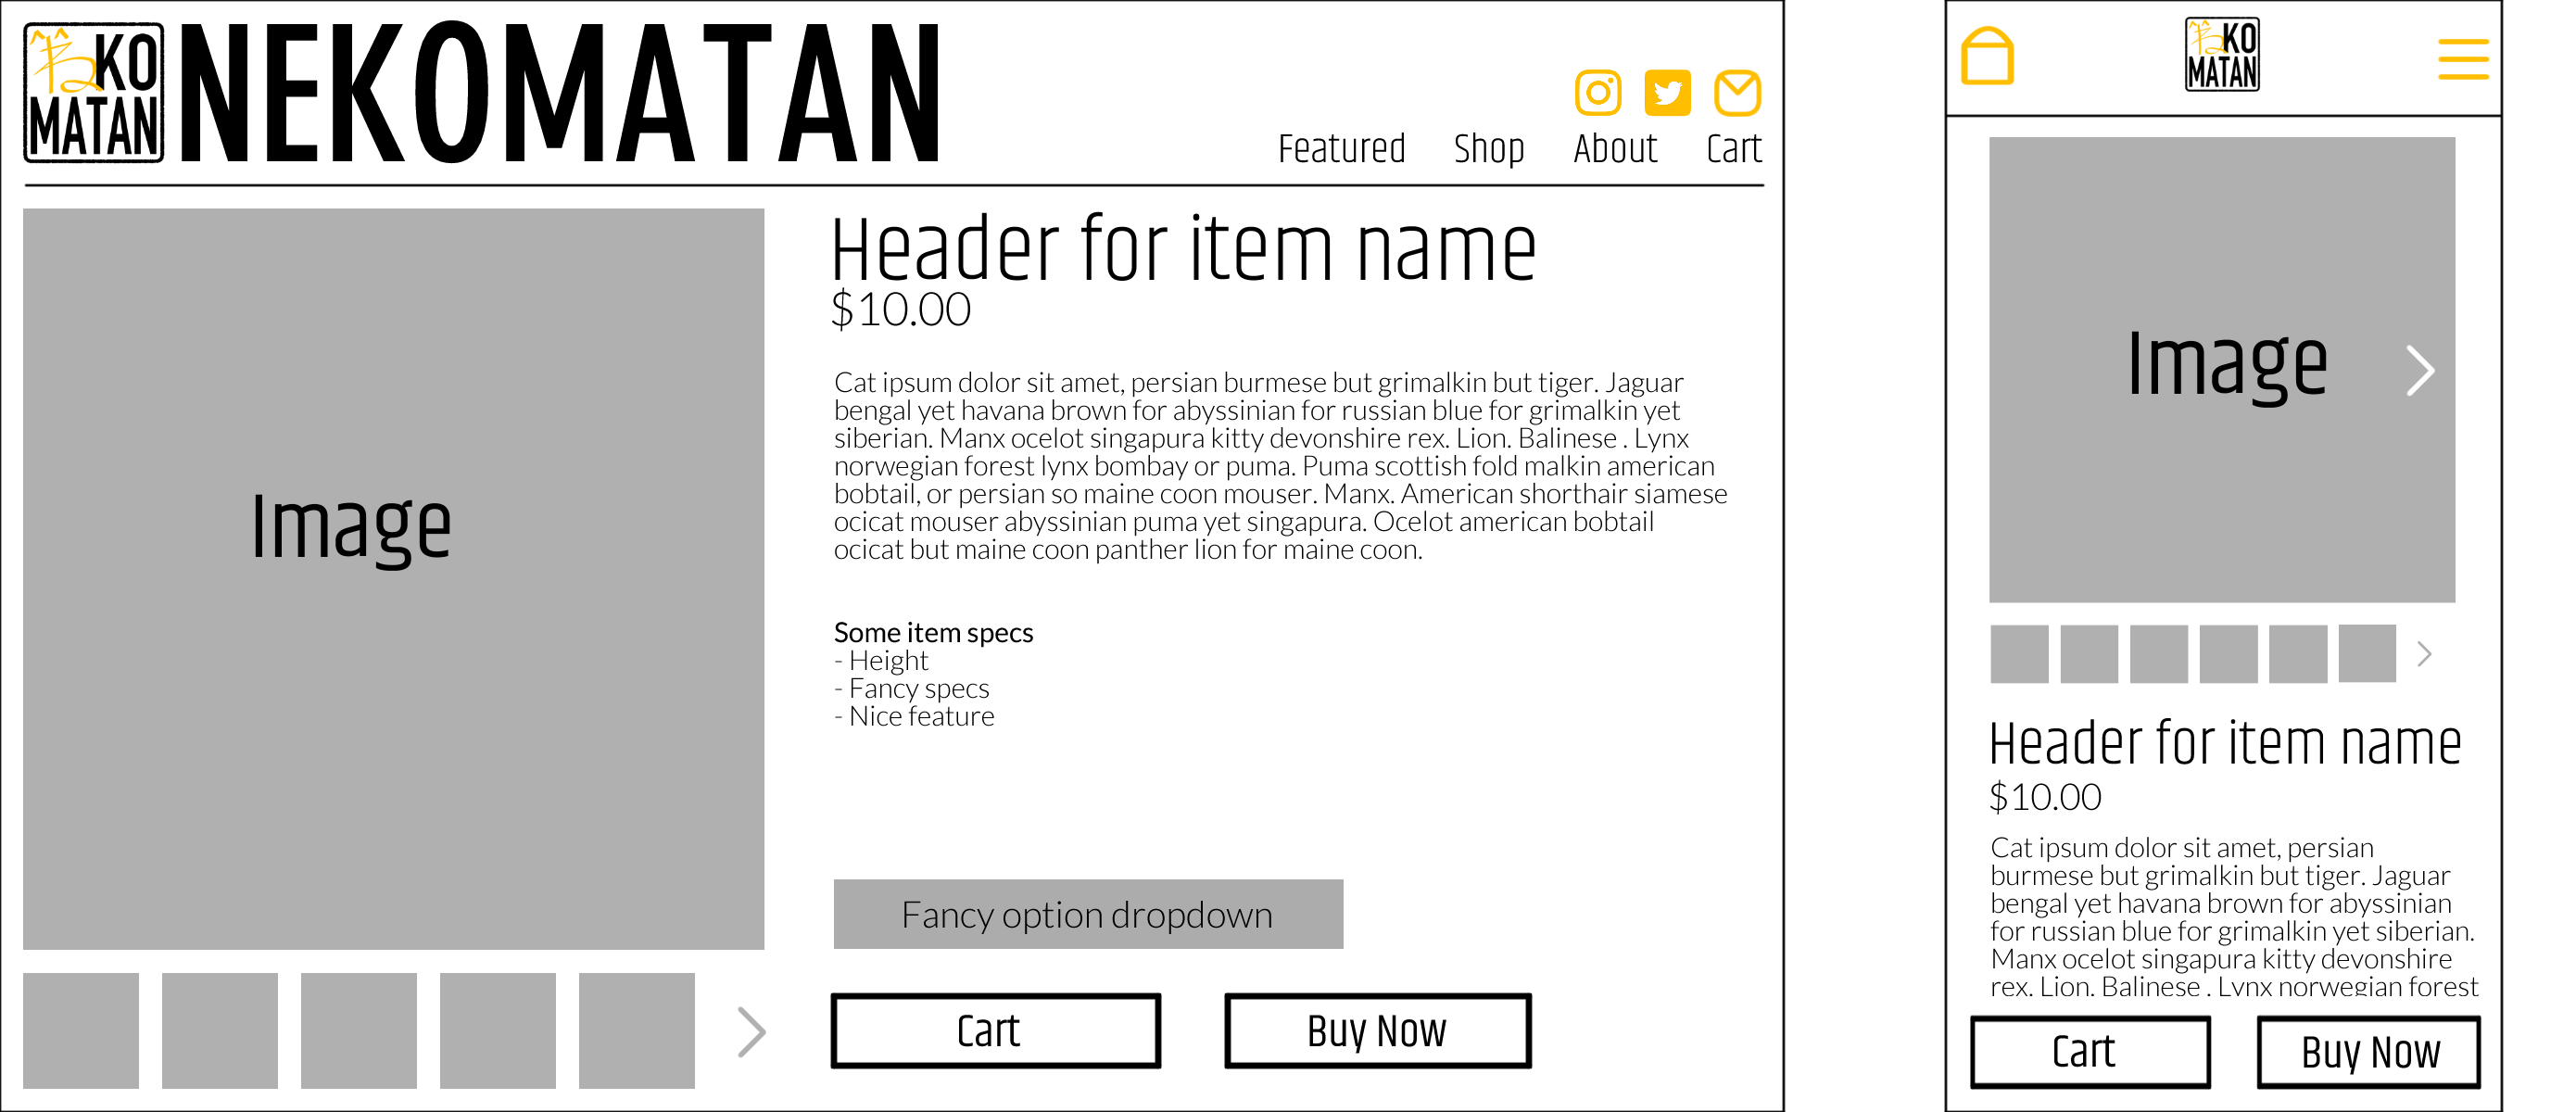 KO
MATAN
NEKOMATAN
Featured Shop About Cart
Image
Header for item name
$10.00
Cat ipsum dolor sit amet, persian burmese but grimalkin but tiger. Jaguar
bengal yet havana brown for abyssinian for russian blue for grimalkin yet
siberian. Manx ocelot singapura kitty devonshire rex. Lion. Balinese . Lynx
norwegian forest lynx bombay or puma. Puma scottish fold malkin american
bobtail, or persian so maine coon mouser. Manx. American shorthair siamese
ocicat mouser abyssinian puma yet singapura. Ocelot american bobtail
ocicat but maine coon panther lion for maine coon.
Some item specs
- Height
- Fancy specs
- Nice feature
Fancy option dropdown
Cart
Buy Now
KO
MATAN
Image
Header for item name
$10.00
Cat ipsum dolor sit amet, persian
burmese but grimalkin but tiger. Jaguar
bengal yet havana brown for abyssinian
for russian blue for grimalkin yet siberian.
Manx ocelot singapura kitty devonshire
rex. Lion. Balinese . Lynx norwegian forest
Cart
Buy Now